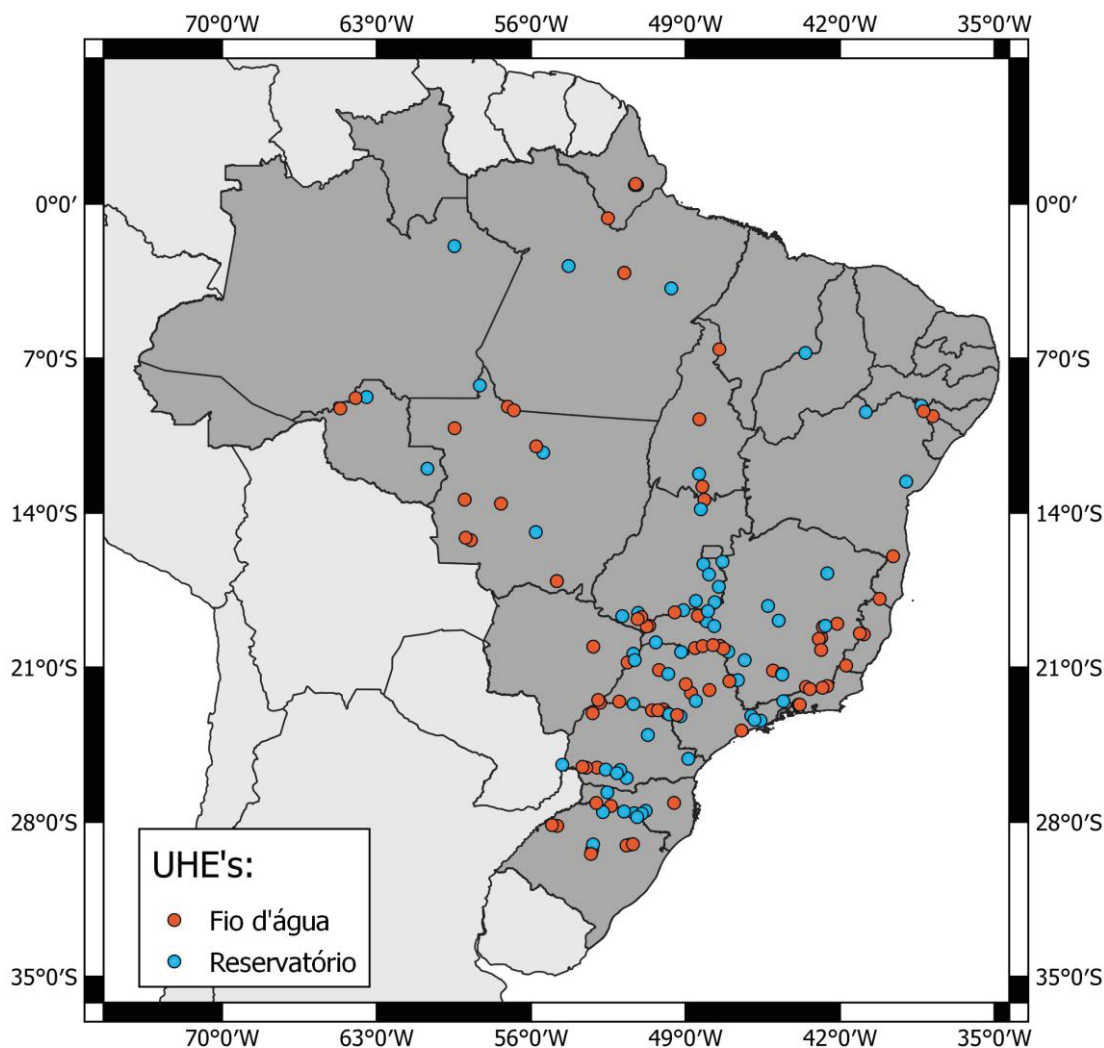 70°0′W 63°0′W 56°0′W 49°0′W 42°0′W 35°0′W
0°0′ 0°0′
7°0′S 7°0′S
14°0′S 14°0′S
21°0′S 21°0′S
28°0′S 28°0′S
UHE's:
Fio d'água
Reservatório
35°0′S 35°0′S
70°0′W 63°0′W 56°0′W 49°0′W 42°0′W 35°0′W